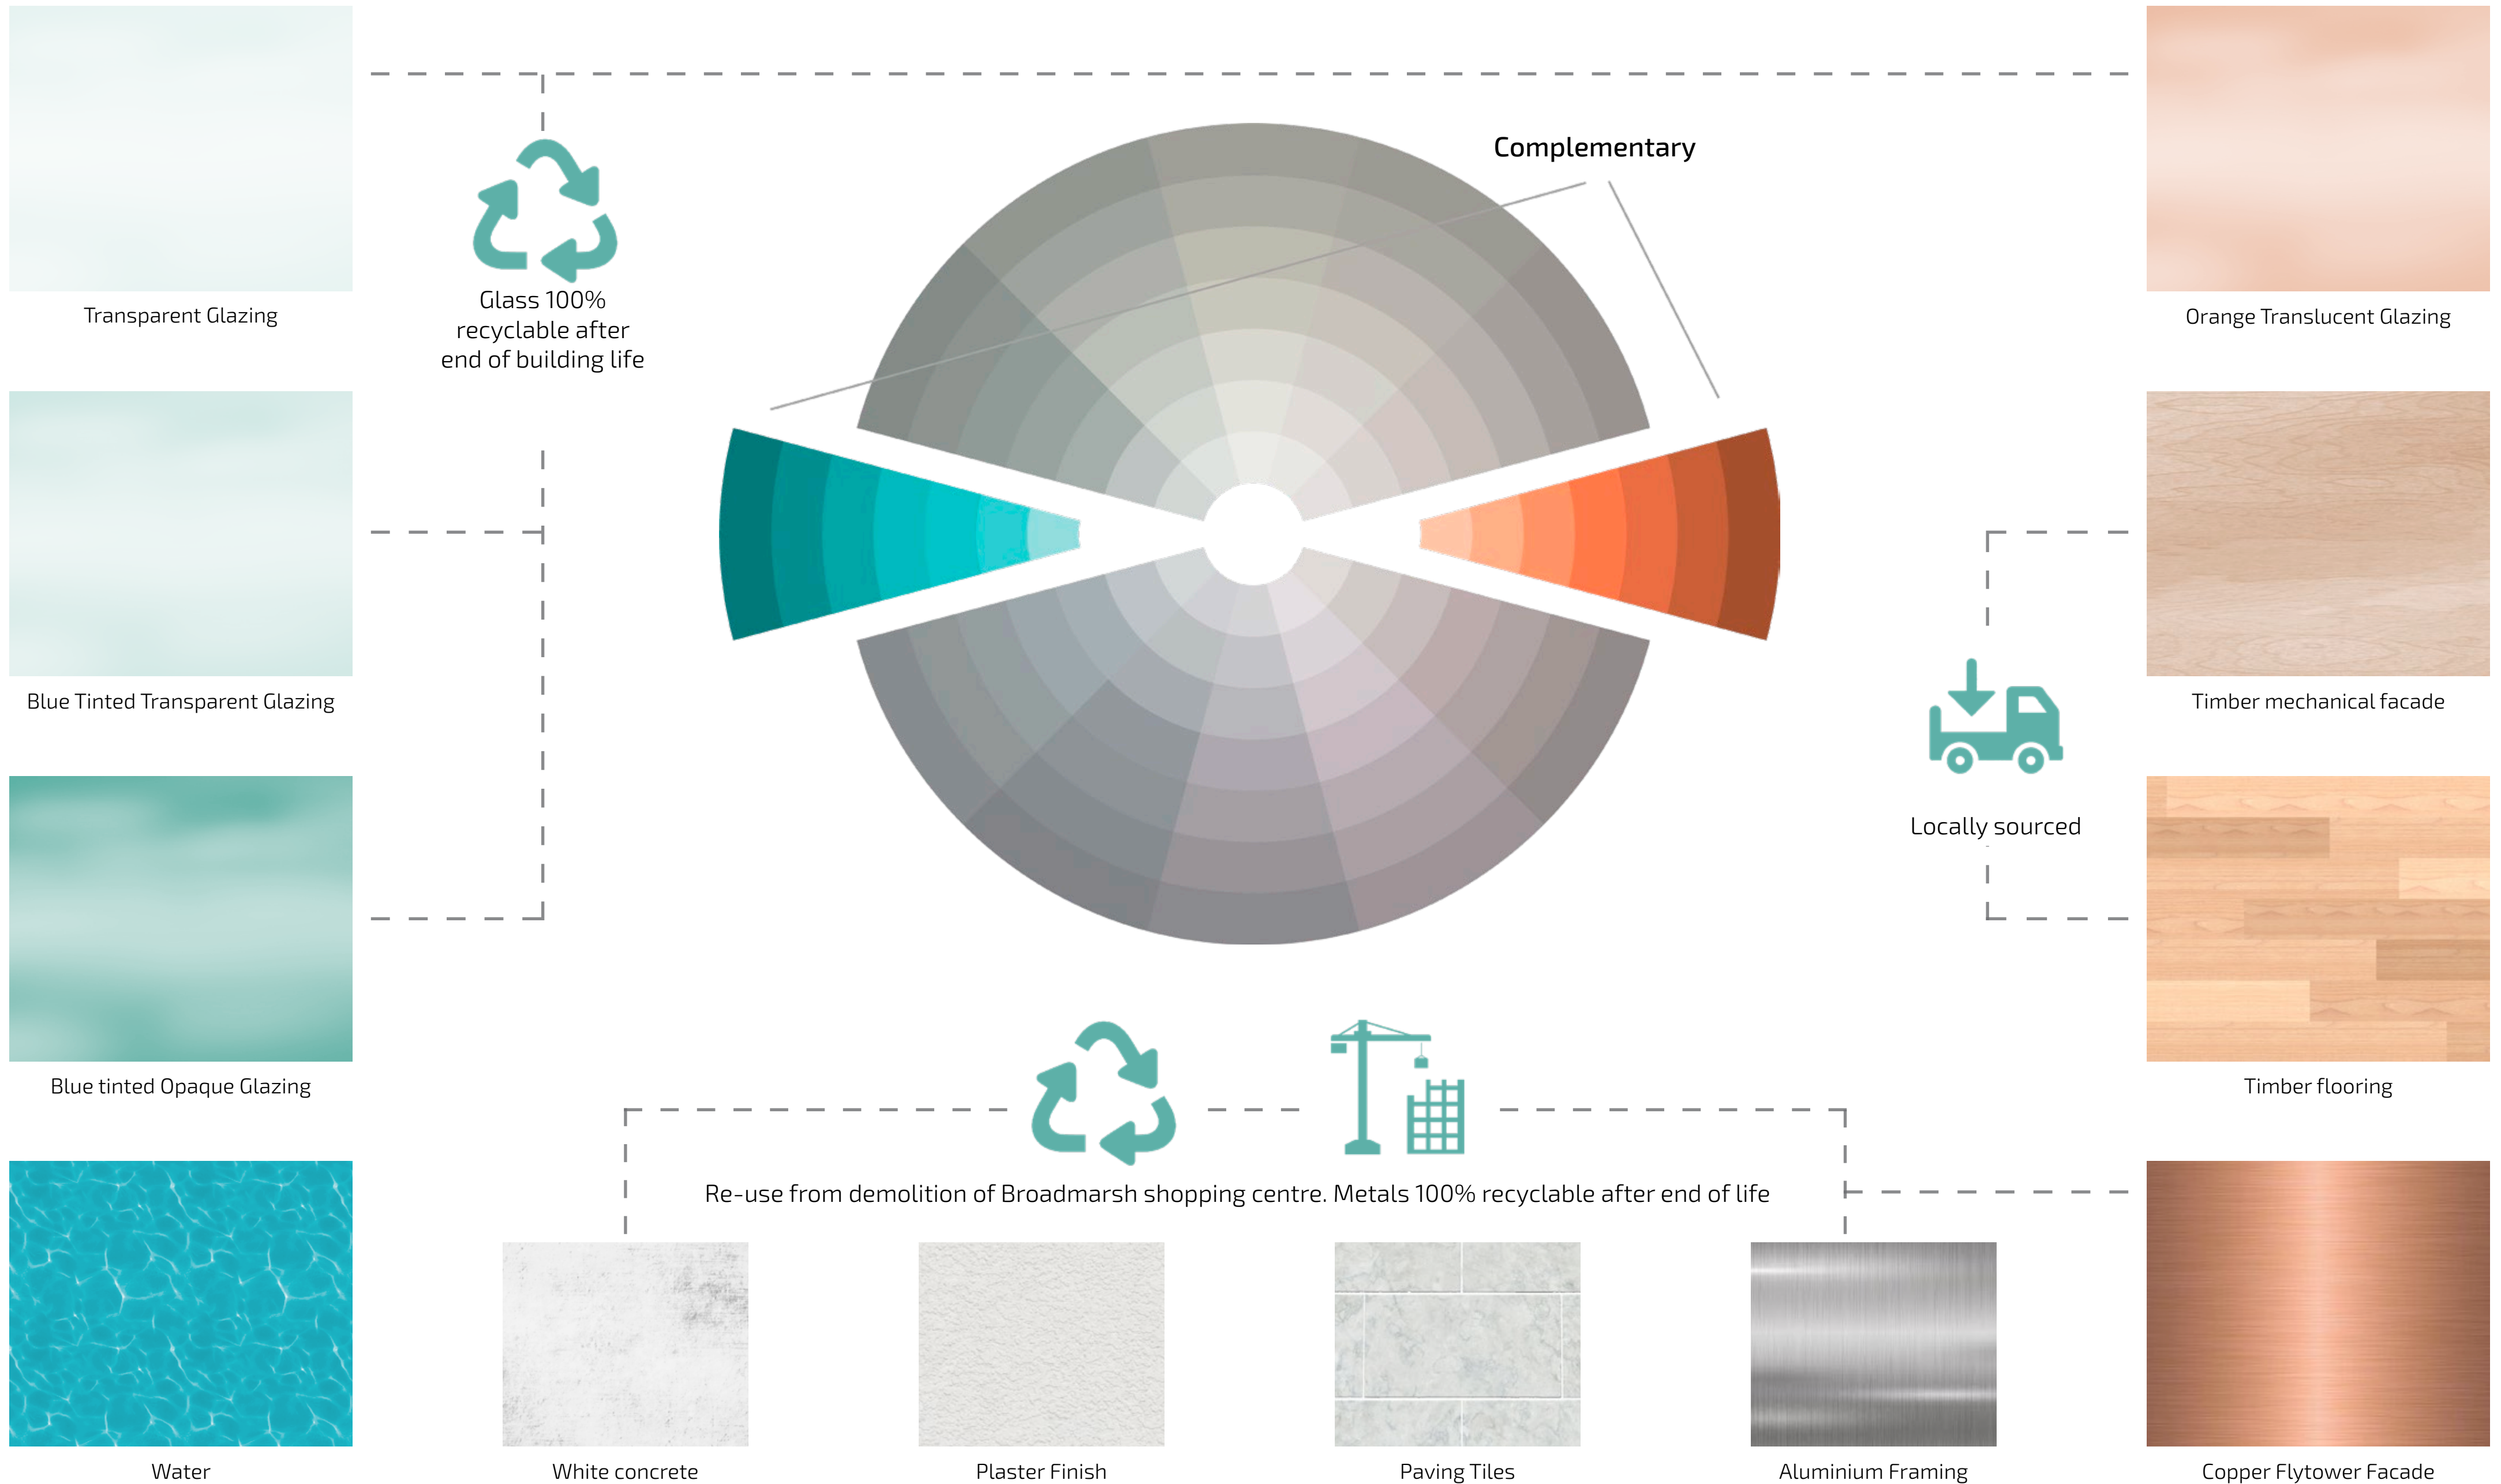 Complementary
Glass 100%
recyclable after
end of building life
Transparent Glazing
Orange Translucent Glazing
Blue Tinted Transparent Glazing
Timber mechanical facade
Locally sourced
Blue tinted Opaque Glazing
Timber flooring
Re-use from demolition of Broadmarsh shopping centre. Metals 100% recyclable after end of life
Water
White concrete
Plaster Finish
Paving Tiles
Aluminium Framing
Copper Flytower Facade